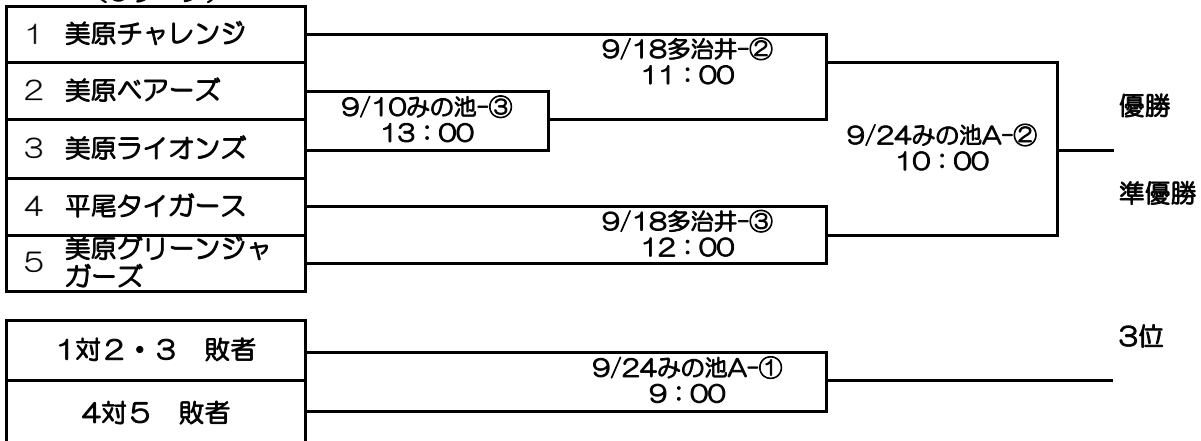 1 美原チャレンジ
9/18多治井-②
11：00
2 美原ベアーズ
9/10みの池-③
13：00
優勝
3 美原ライオンズ
9/24みの池A-②
10：00
4 平尾タイガース
準優勝
9/18多治井-③
12：00
5 美原グリーンジャ
ガーズ
3位
1対2・3 敗者
9/24みの池A-①
9：00
4対5 敗者